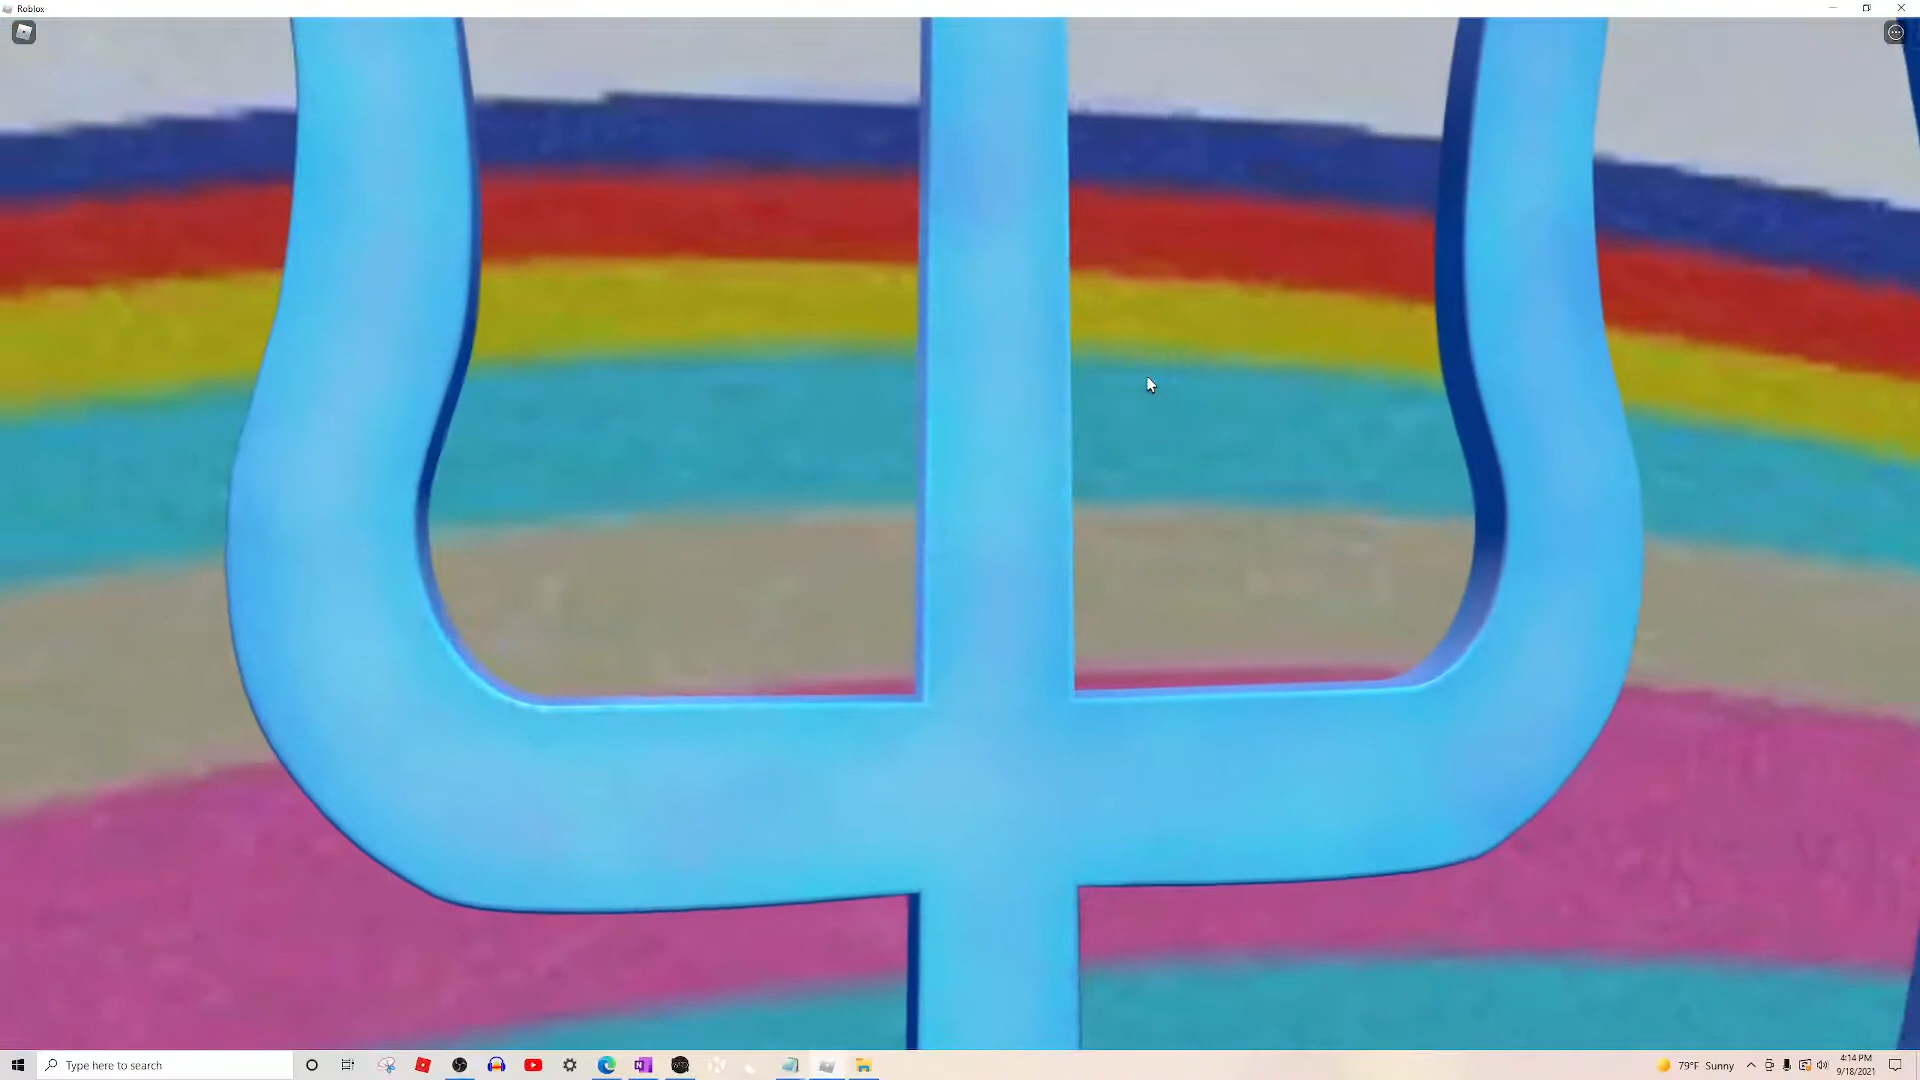 Roblox
Type here to search
79°F Sunny
4:14 PM
9/18/2021